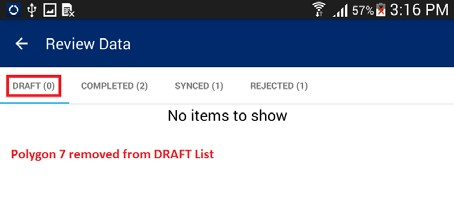 57% 3:16 PM
← Review Data
DRAFT (0) COMPLETED (2) SYNCED (1) REJECTED (1)
No items to show
Polygon 7 removed from DRAFT List